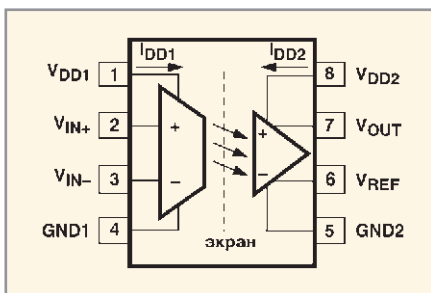 IDD1 IDD2
VDD1 1 8 VDD2
VIN+ 2 + + 7 VOUT
VIN– 3 – – 6 VREF
GND1 4 5 GND2
экран